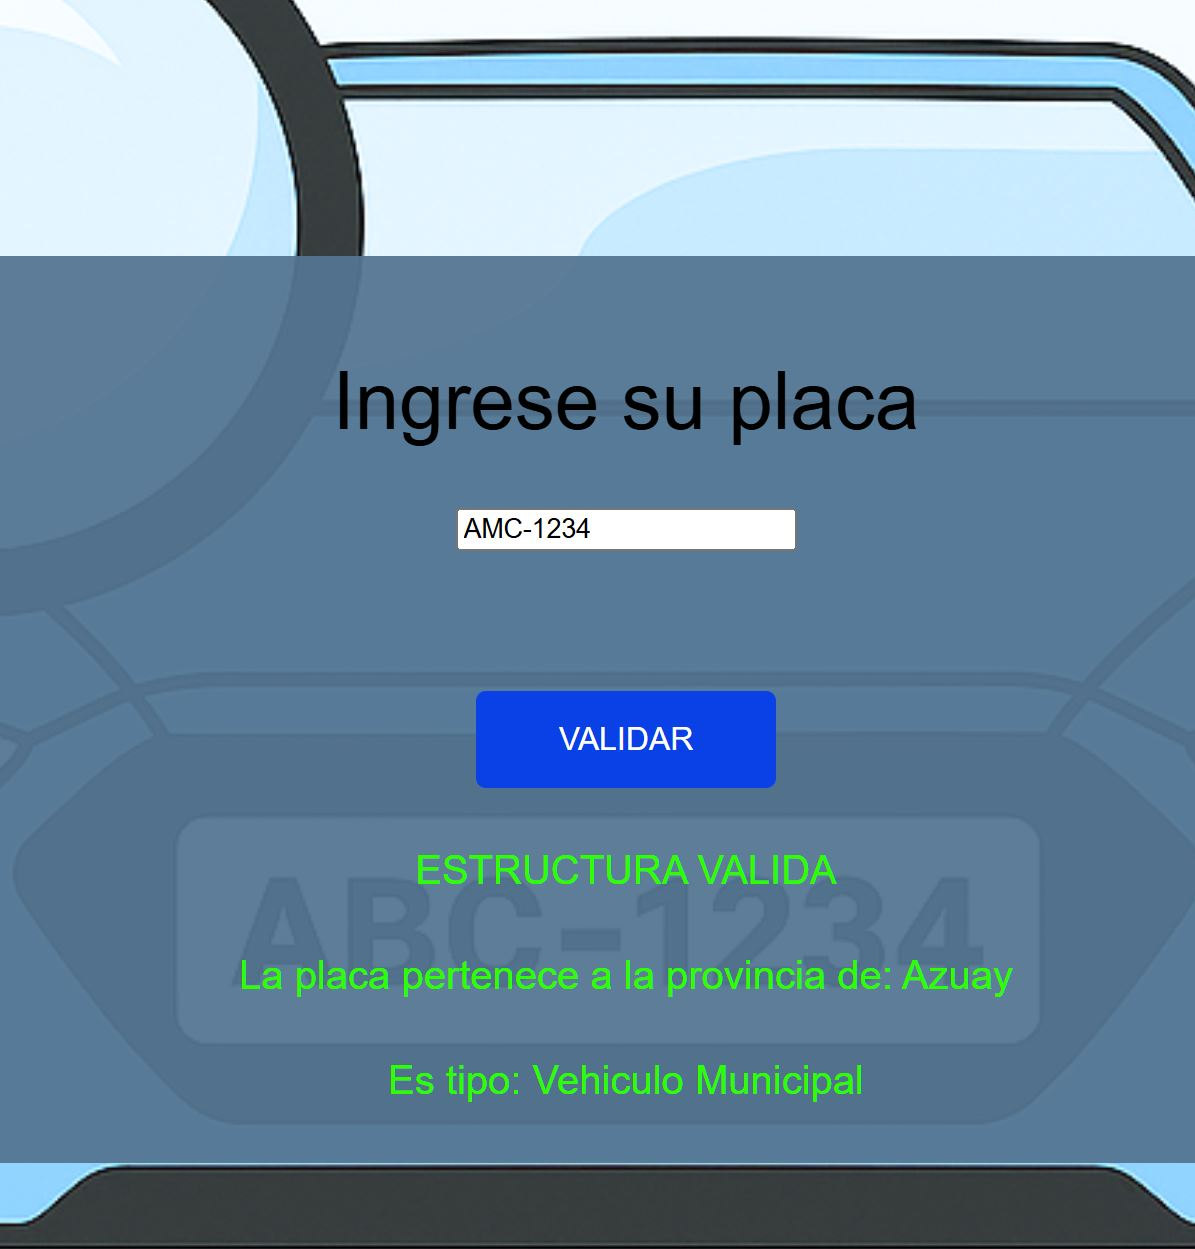 Ingrese su placa
AMC-1234
VALIDAR
ESTRUCTURA VALIDA
ABC-1234
La placa pertenece a la provincia de: Azuay
Es tipo: Vehiculo Municipal